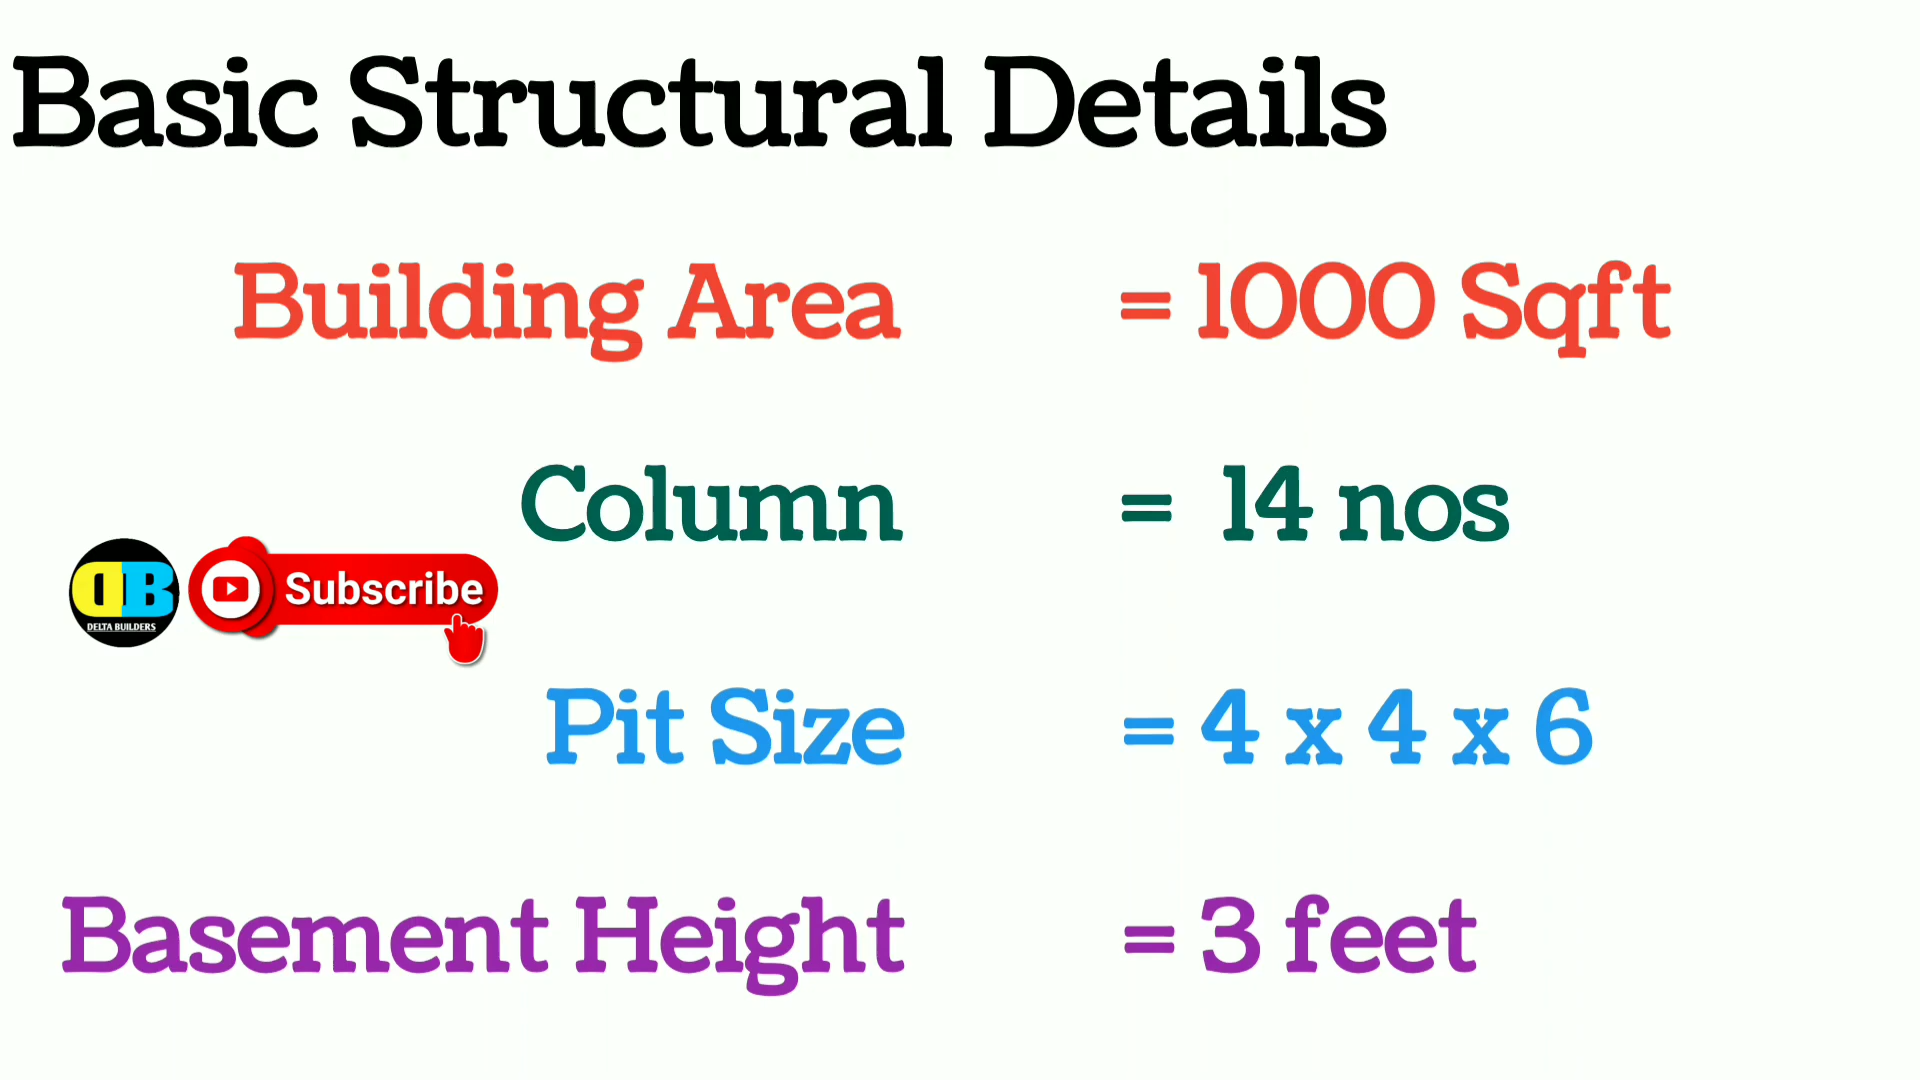 Basic Structural Details
Building Area = 1000 Sqft
Column = 14 nos
DB
DELTA BUILDERS
Subscribe
Pit Size = 4 x 4 x 6
Basement Height = 3 feet